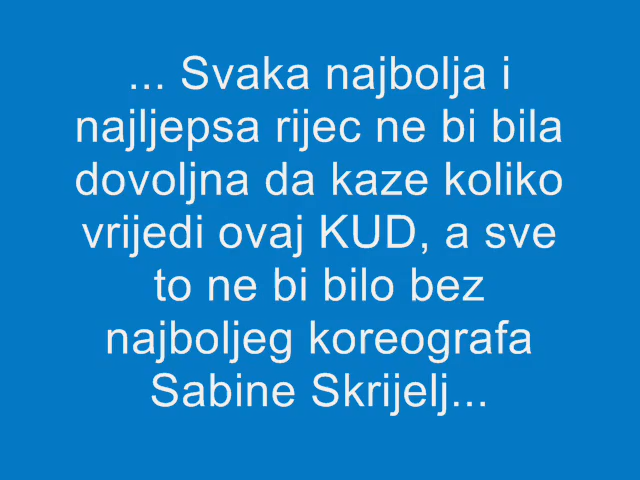 ... Svaka najbolja i
najljepsa rijec ne bi bila
dovoljna da kaze koliko
vrijedi ovaj KUD, a sve
to ne bi bilo bez
najboljeg koreografa
Sabine Skrijelj...